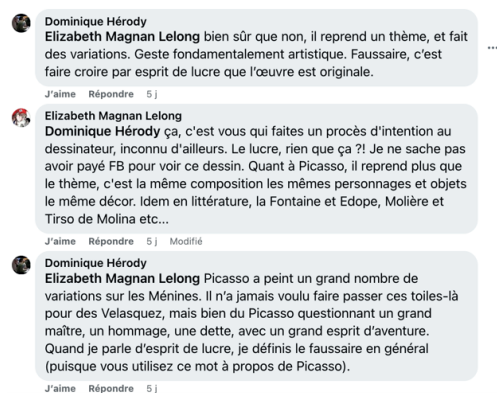 Dominique Hérody
Elizabeth Magnan Lelong bien sûr que non, il reprend un thème, et fait
des variations. Geste fondamentalement artistique. Faussaire, c’est
faire croire par esprit de lucre que l’œuvre est originale.
J’aime Répondre 5 j
Elizabeth Magnan Lelong
Dominique Hérody ça, c'est vous qui faites un procès d'intention au
dessinateur, inconnu d'ailleurs. Le lucre, rien que ça ?! Je ne sache pas
avoir payé FB pour voir ce dessin. Quant à Picasso, il reprend plus que
le thème, c'est la même composition les mêmes personnages et objets
le même décor. Idem en littérature, la Fontaine et Edope, Molière et
Tirso de Molina etc...
J’aime Répondre 5 j Modifié
Dominique Hérody
Elizabeth Magnan Lelong Picasso a peint un grand nombre de
variations sur les Ménines. Il n’a jamais voulu faire passer ces toiles-là
pour des Velasquez, mais bien du Picasso questionnant un grand
maître, un hommage, une dette, avec un grand esprit d’aventure.
Quand je parle d’esprit de lucre, je définis le faussaire en général
(puisque vous utilisez ce mot à propos de Picasso).
J’aime Répondre 5 j